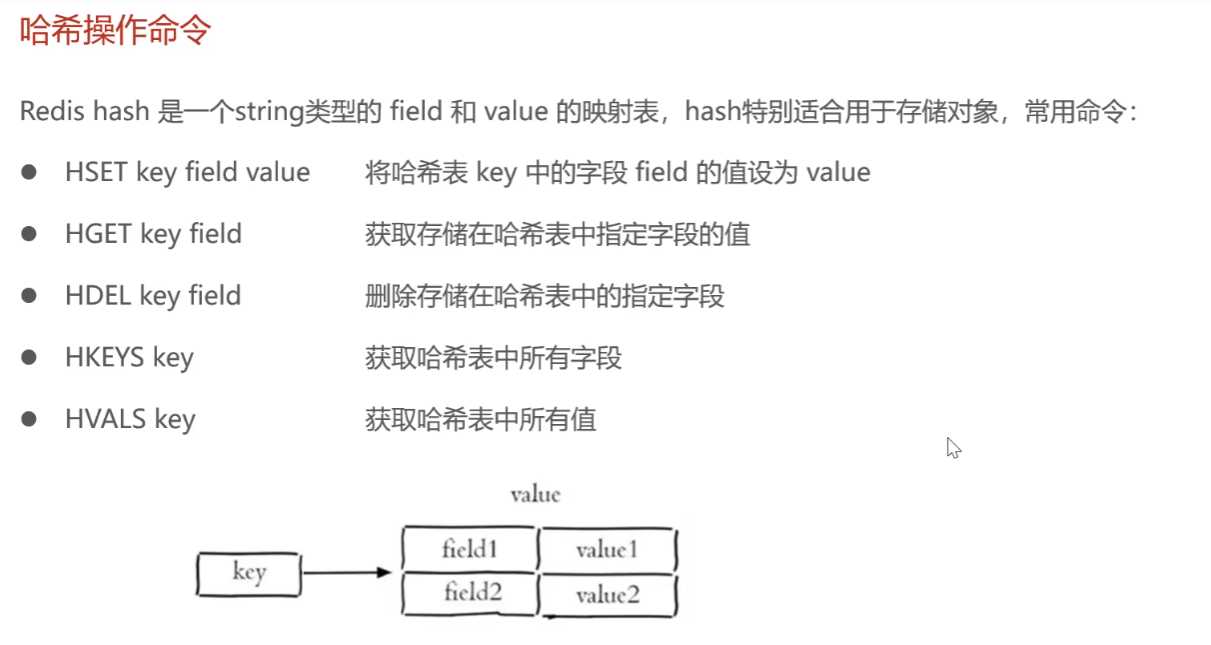 哈希操作命令
Redis hash 是一个string类型的 field 和 value 的映射表，hash特别适合用于存储对象，常用命令：
● HSET key field value 将哈希表 key 中的字段 field 的值设为 value
● HGET key field 获取存储在哈希表中指定字段的值
● HDEL key field 删除存储在哈希表中的指定字段
● HKEYS key 获取哈希表中所有字段
● HVALS key 获取哈希表中所有值
value
key
field1 value1
field2 value2